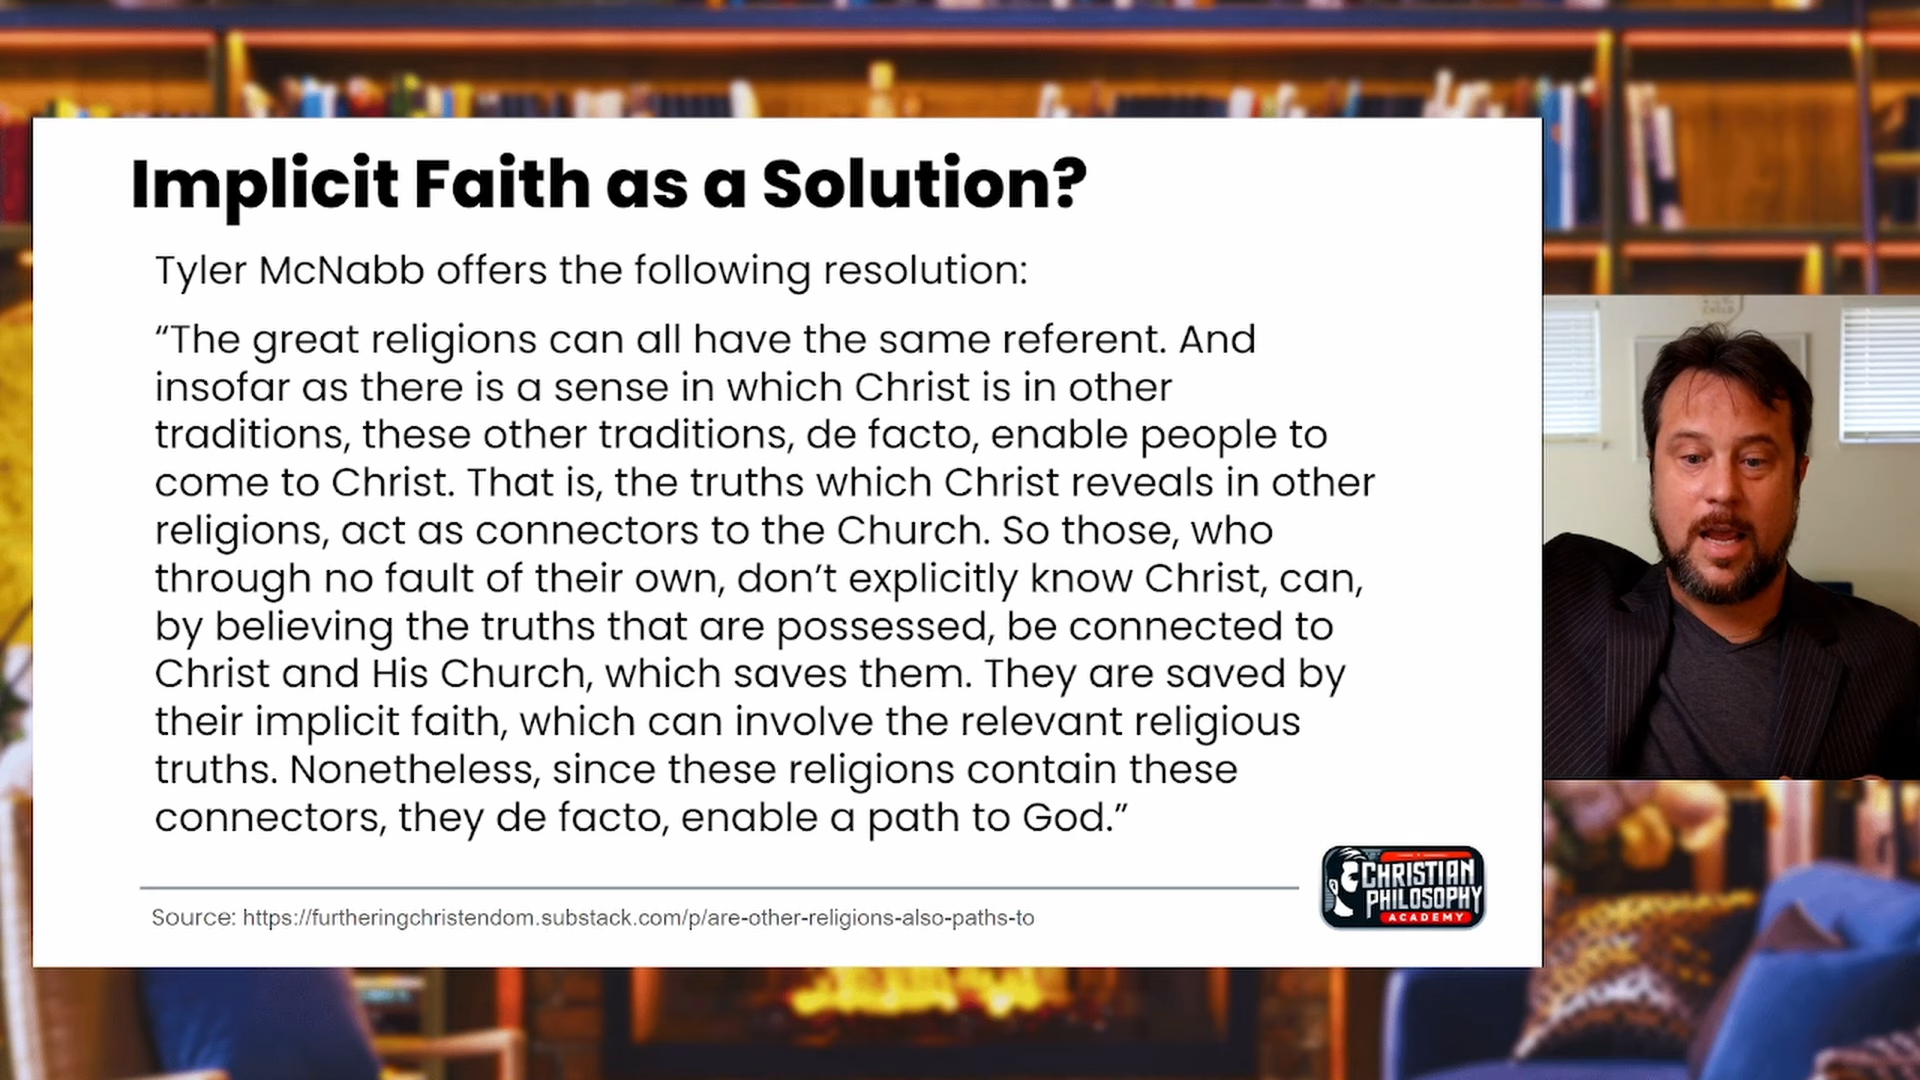 Implicit Faith as a Solution?
Tyler McNabb offers the following resolution:
“The great religions can all have the same referent. And
insofar as there is a sense in which Christ is in other
traditions, these other traditions, de facto, enable people to
come to Christ. That is, the truths which Christ reveals in other
religions, act as connectors to the Church. So those, who
through no fault of their own, don’t explicitly know Christ, can,
by believing the truths that are possessed, be connected to
Christ and His Church, which saves them. They are saved by
their implicit faith, which can involve the relevant religious
truths. Nonetheless, since these religions contain these
connectors, they de facto, enable a path to God.”
CHRISTIAN
PHILOSOPHY
ACADEMY
Source: https://furtheringchristendom.substack.com/p/are-other-religions-also-paths-to